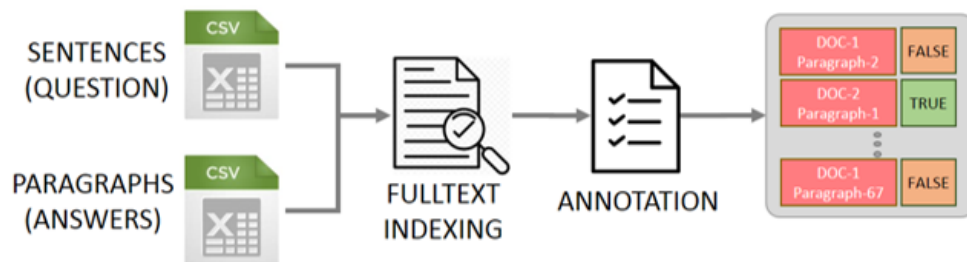 SENTENCES
(QUESTION)
CSV
X
PARAGRAPHS
(ANSWERS)
CSV
X
FULLTEXT
INDEXING
ANNOTATION
DOC-1
Paragraph-2
FALSE
DOC-2
Paragraph-1
TRUE
DOC-1
Paragraph-67
FALSE